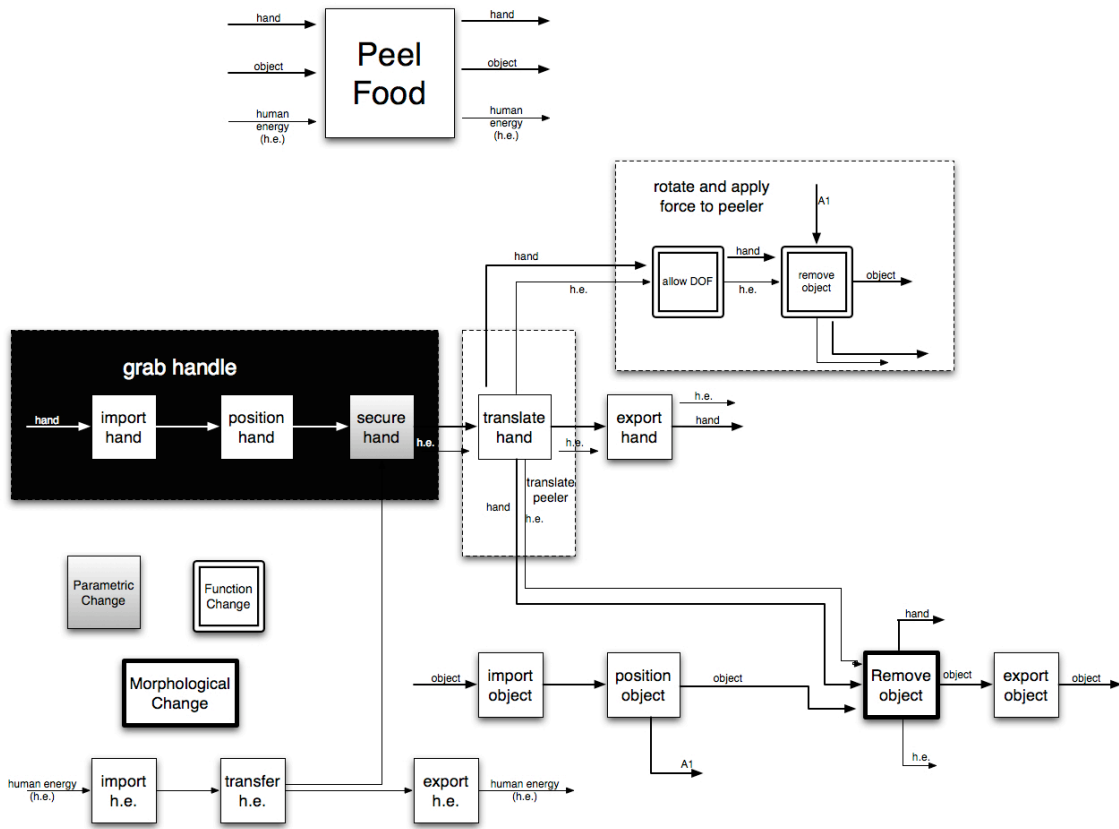 hand
hand
Peel
Food
object
object
human
energy
(h.e.)
human
energy
(h.e.)
rotate and apply
force to peeler
A1
hand
hand
allow DOF
remove
object
object
h.e.
h.e.
grab handle
hand
import
hand
position
hand
secure
hand
h.e.
translate
hand
h.e.
export
hand
h.e.
hand
translate
peeler
hand
h.e.
Parametric
Change
Function
Change
Morphological
Change
hand
object
import
object
position
object
object
Remove
object
object
export
object
object
A1
h.e.
human energy
(h.e.)
import
h.e.
transfer
h.e.
export
h.e.
human energy
(h.e.)